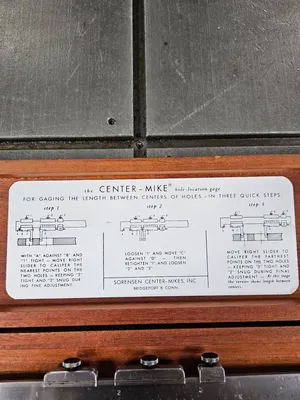 the CENTER-MIKE® hole-location gage
FOR GAGING THE LENGTH BETWEEN CENTERS OF HOLES - IN THREE QUICK STEPS.
step 1
step 2
step 3
WITH "A" AGAINST "B" AND
"1" TIGHT - MOVE RIGHT
SLIDER TO CALIPER THE
NEAREST POINTS ON THE
TWO HOLES - KEEPING "3"
TIGHT AND "2" SNUG DUR
ING FINE ADJUSTMENT.
LOOSEN "1" AND MOVE "C"
AGAINST "D" - THEN
RETIGHTEN "1" AND LOOSEN
"2" AND "3"
MOVE RIGHT SLIDER TO
CALIPER THE FARTHEST
POINTS ON THE TWO HOLES
- KEEPING "3" TIGHT AND
"2" SNUG DURING FINAL
ADJUSTMENT - At this stage
the survives shows length between
centers.
SORENSEN CENTER-MIKES, INC.
BRIDGEPORT 8, CONN.